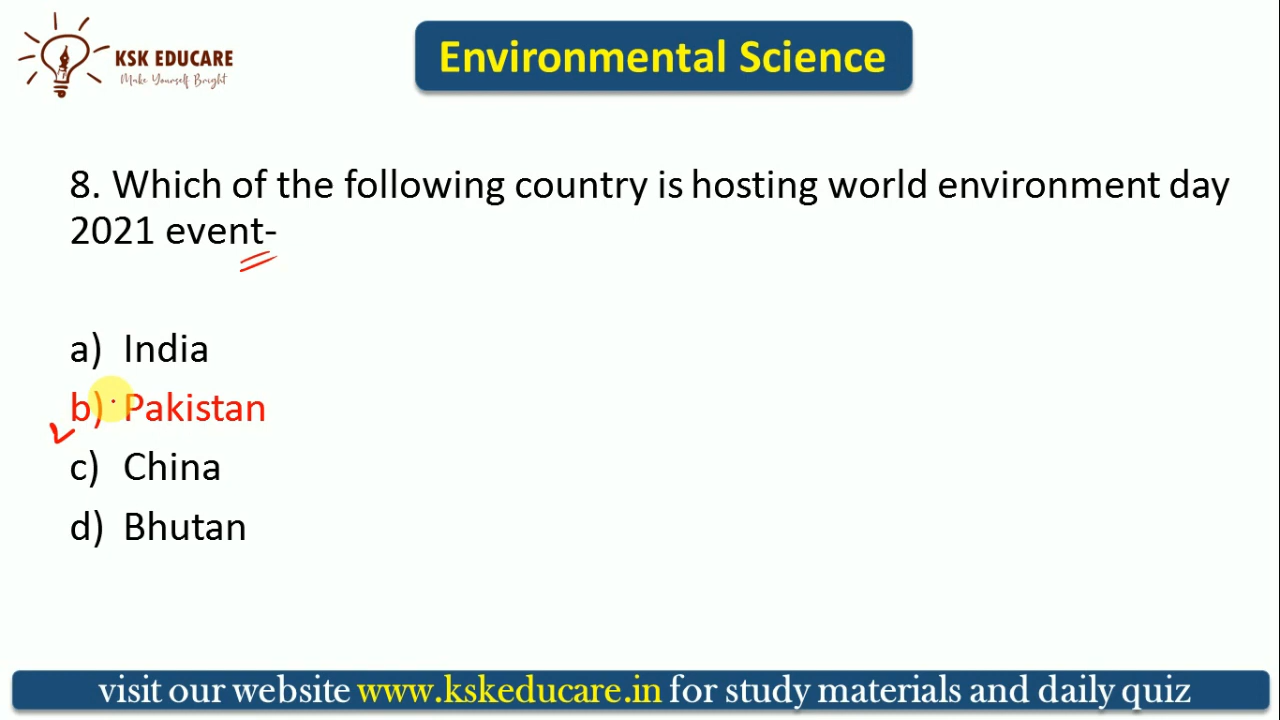 KSK EDUCARE
Make Yourself Bright
Environmental Science
8. Which of the following country is hosting world environment day
2021 event-
a) India
b) Pakistan
c) China
d) Bhutan
visit our website www.kskeducare.in for study materials and daily quiz